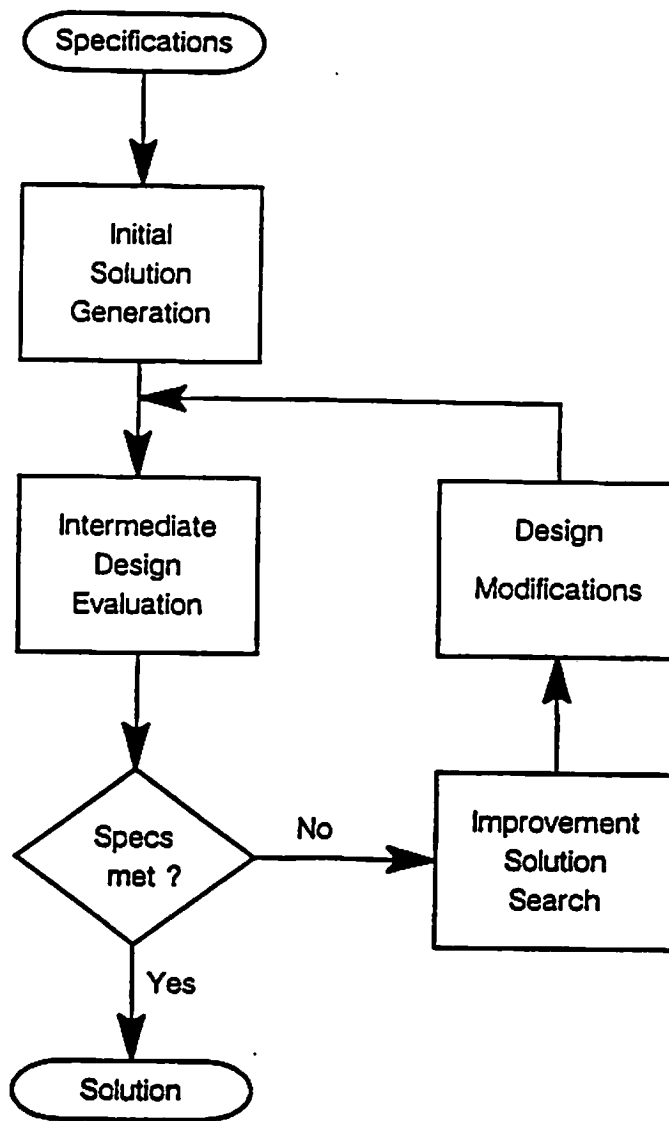 Specifications
Initial
Solution
Generation
Intermediate
Design
Evaluation
Design
Modifications
Specs
met ?
No
Improvement
Solution
Search
Yes
Solution